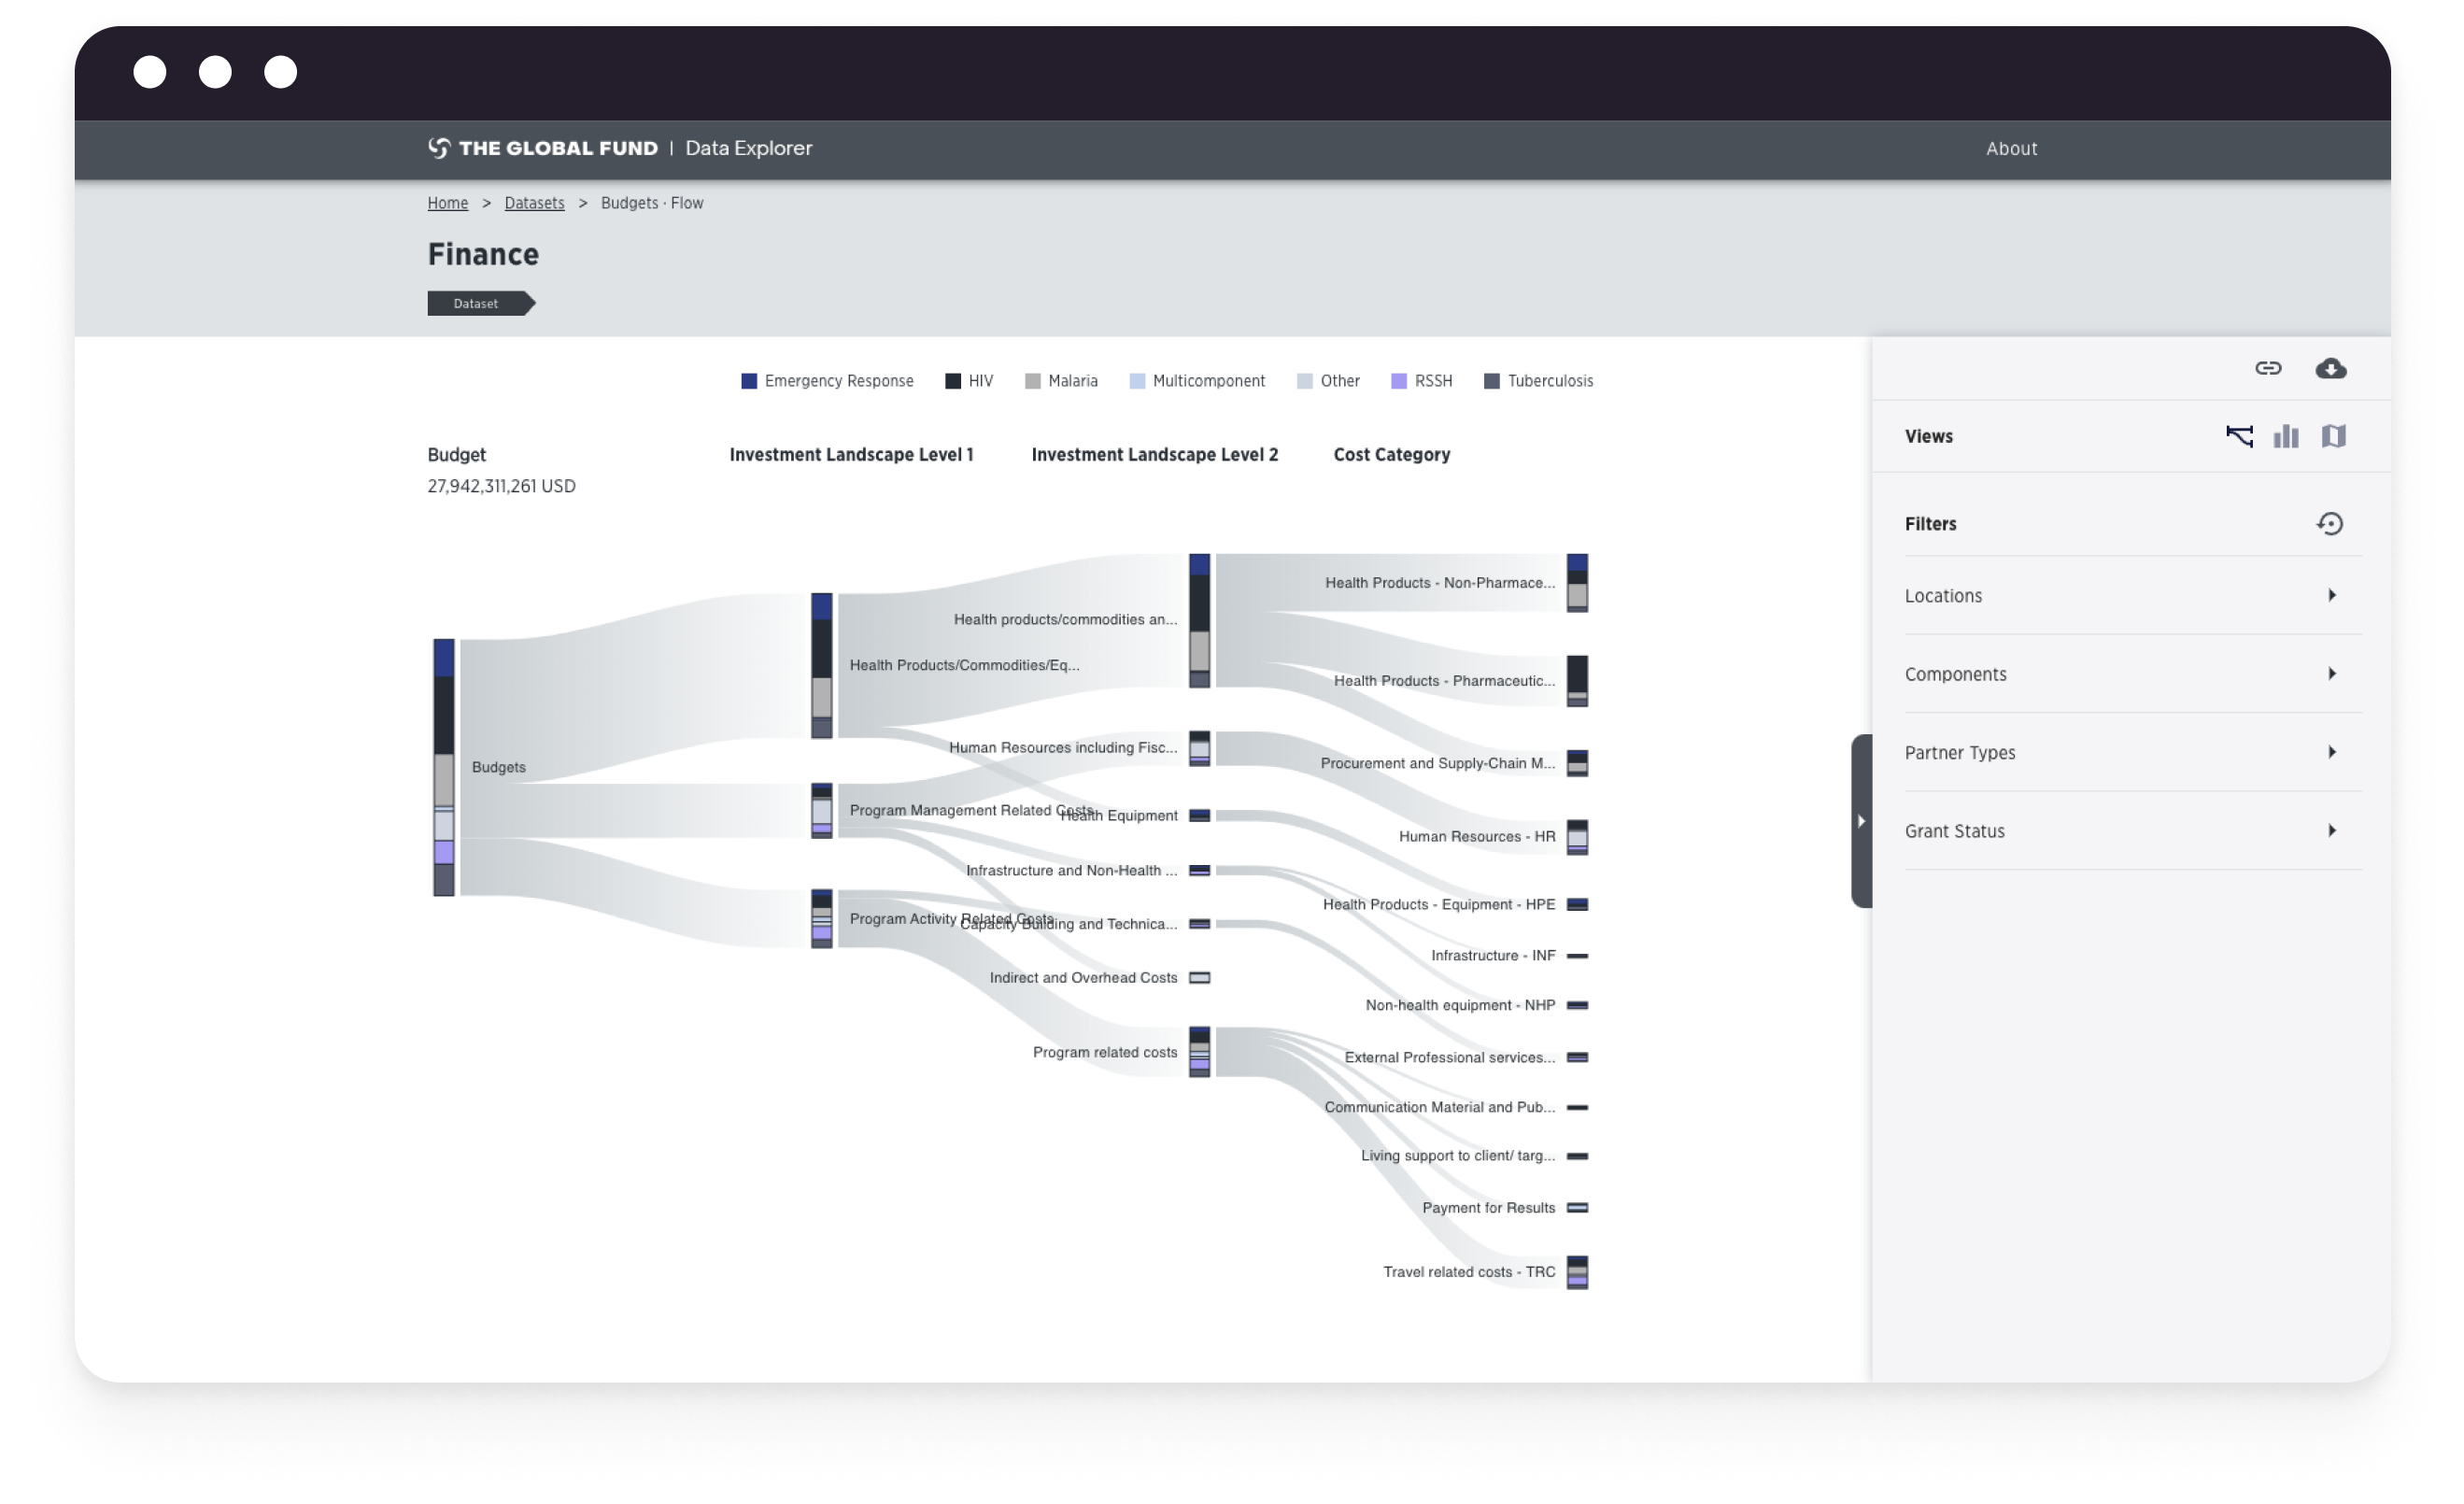 THE GLOBAL FUND | Data Explorer
About
Home > Datasets > Budgets · Flow
Finance
Dataset
Emergency Response HIV Malaria Multicomponent Other RSSH Tuberculosis
Budget
27,942,311,261 USD
Investment Landscape Level 1
Investment Landscape Level 2
Cost Category
Budgets
Health Products/Commodities/Eq...
Program Management Related Costs
Program Activity Related Costs
Health products/commodities an...
Human Resources including Fisc...
Health Equipment
Infrastructure and Non-Health ...
Capacity Building and Technica...
Indirect and Overhead Costs
Program related costs
Health Products - Non-Pharmace...
Health Products - Pharmaceutic...
Procurement and Supply-Chain M...
Human Resources - HR
Health Products - Equipment - HPE
Infrastructure - INF
Non-health equipment - NHP
External Professional services...
Communication Material and Pub...
Living support to client/ targ...
Payment for Results
Travel related costs - TRC
Views
Filters
Locations
Components
Partner Types
Grant Status